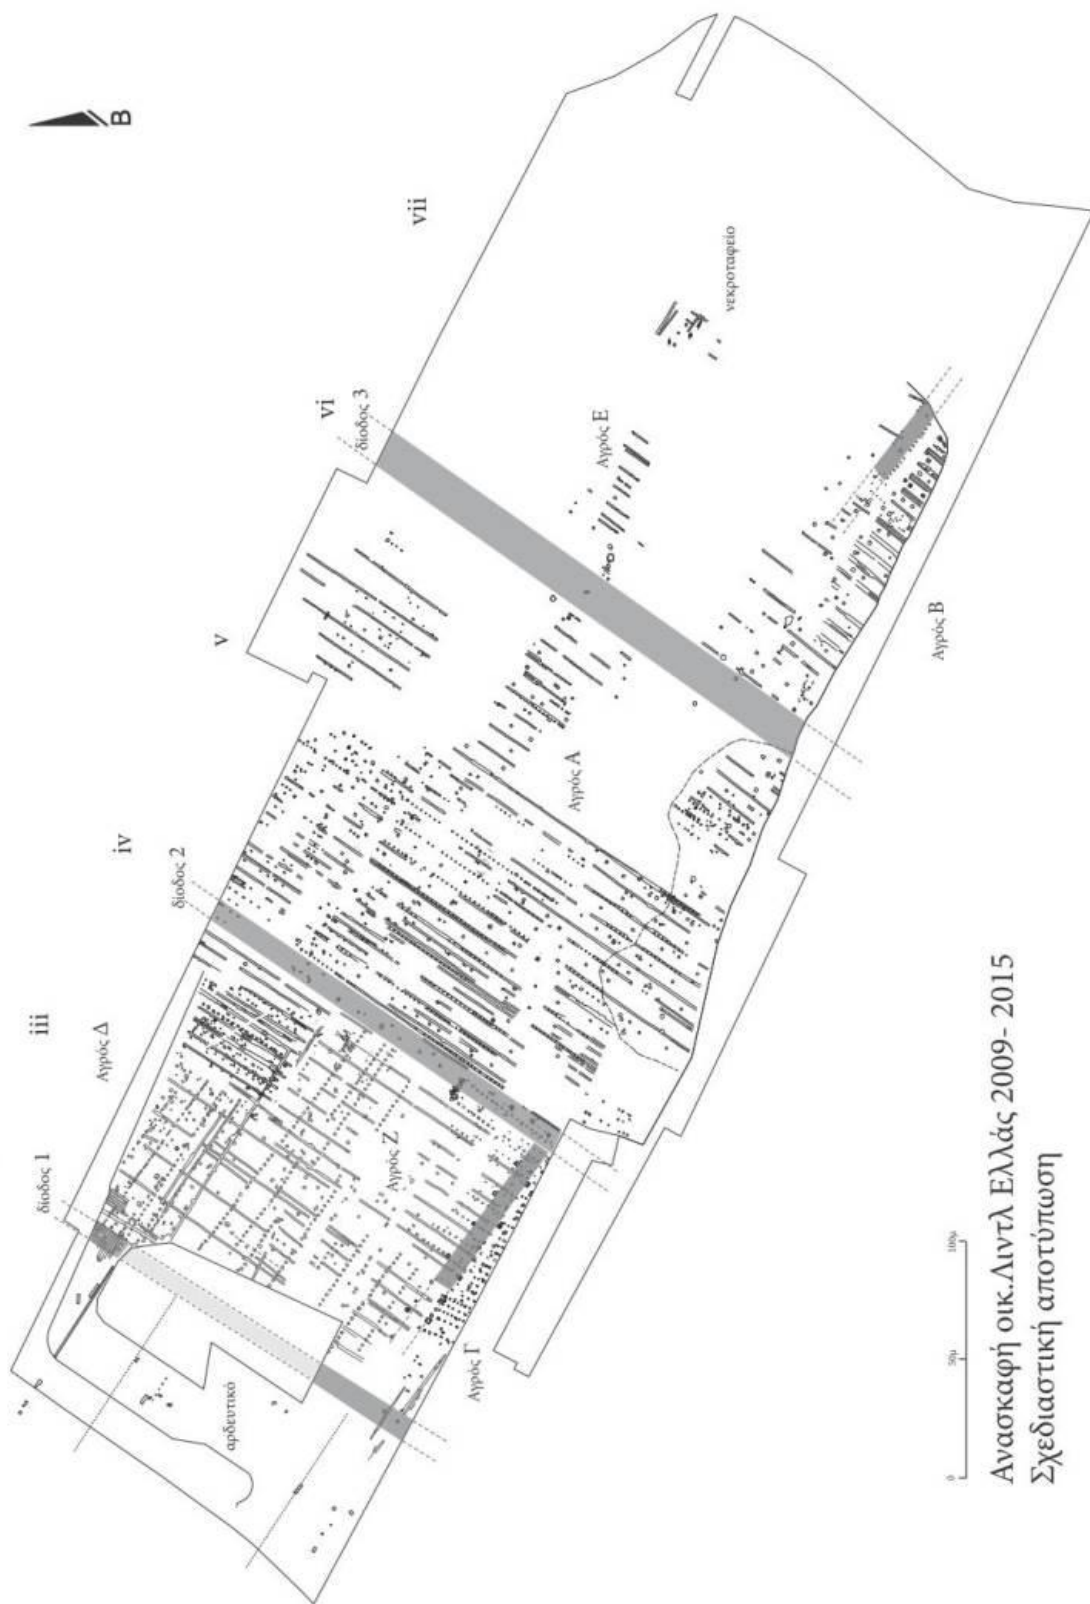 Β
vii
vi
δίοδος 3
v
iv
δίοδος 2
iii
Αγρός Δ
δίοδος 1
νεκροταφείο
Αγρός Ε
Αγρός Α
Αγρός Β
Αγρός Ζ
Αγρός Γ
αρδευτικό
0 50μ 100μ
Ανασκαφή οικ.Λιντλ Ελλάς 2009- 2015
Σχεδιαστική αποτύπωση